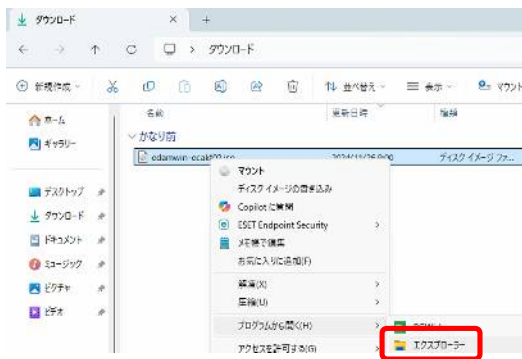 ダウンロード
ダウンロード
新規作成
並べ替え
表示
マウント
ホーム
ギャラリー
デスクトップ
ダウンロード
ドキュメント
ミュージック
ピクチャ
ビデオ
名前
更新日時
種類
かなり前
edamwin-ecakt02.iso
2024/11/26 9:00
ディスク イメージ ファ...
マウント
ディスク イメージの書き込み
Copilot に質問
ESET Endpoint Security
メモ帳で編集
お気に入りに追加(F)
解凍(X)
圧縮(U)
プログラムから開く(H)
エクスプローラー
アクセスを許可する(G)